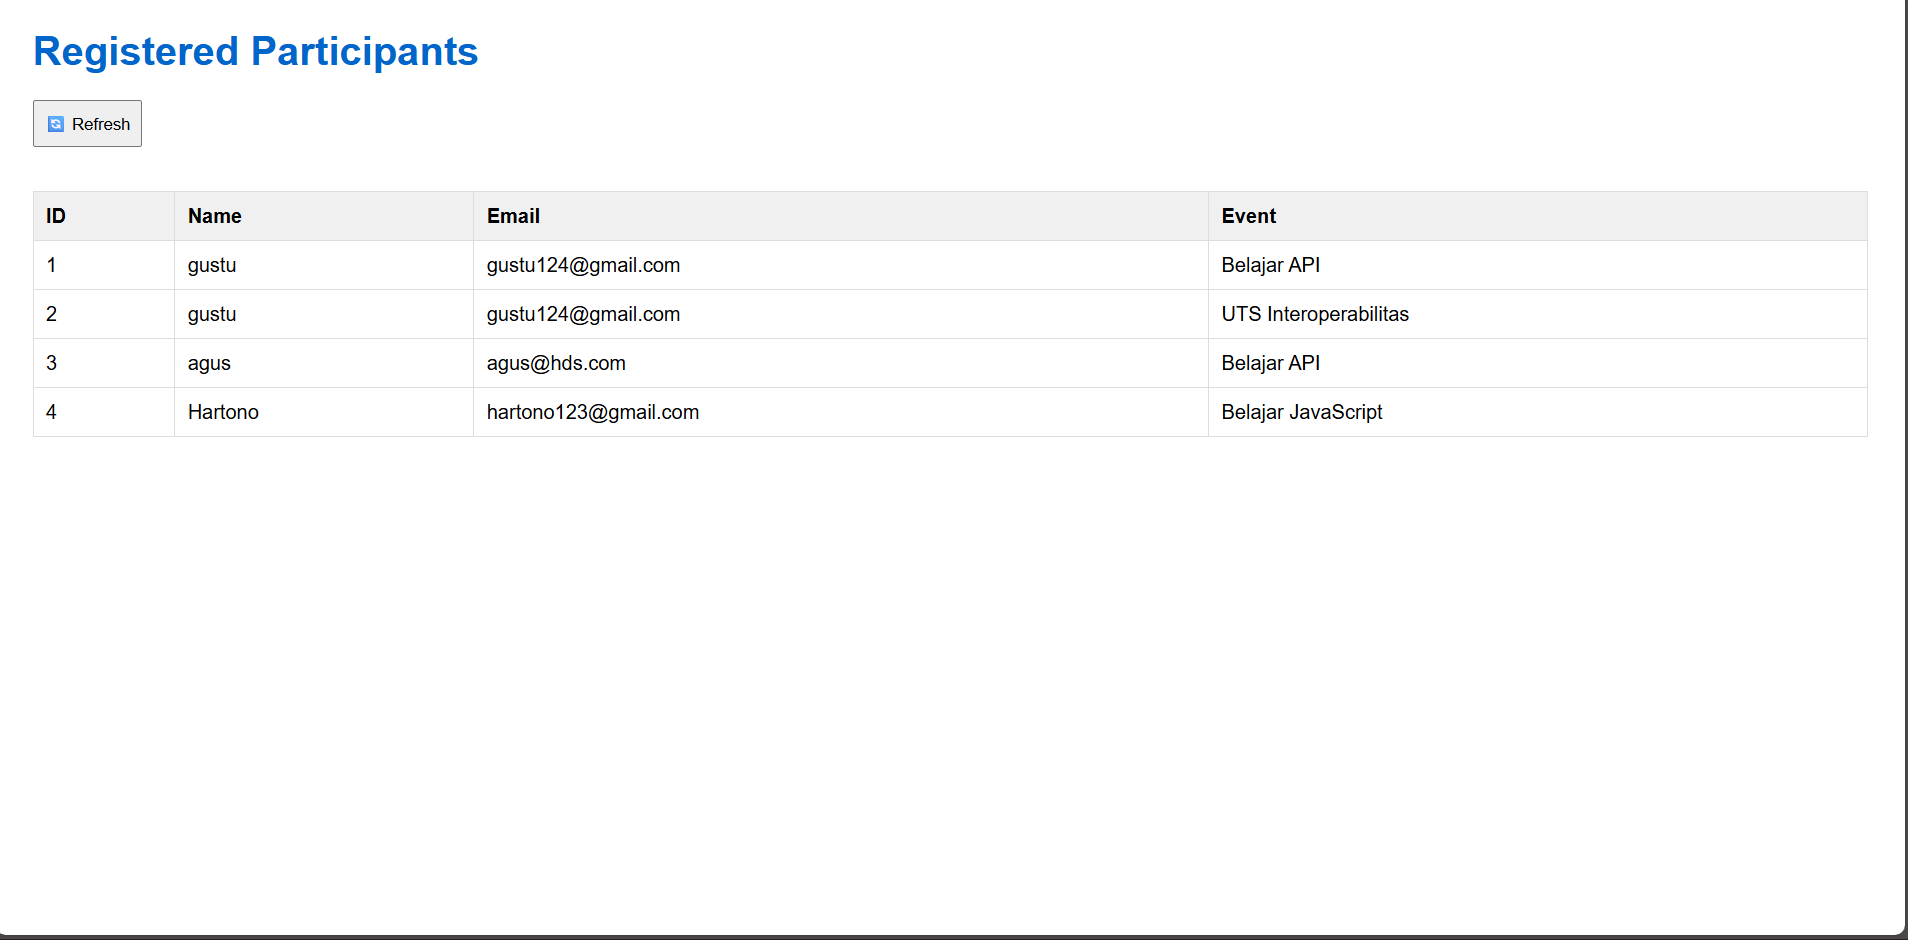 Registered Participants
Refresh
ID Name Email Event
1 gustu gustu124@gmail.com Belajar API
2 gustu gustu124@gmail.com UTS Interoperabilitas
3 agus agus@hds.com Belajar API
4 Hartono hartono123@gmail.com Belajar JavaScript